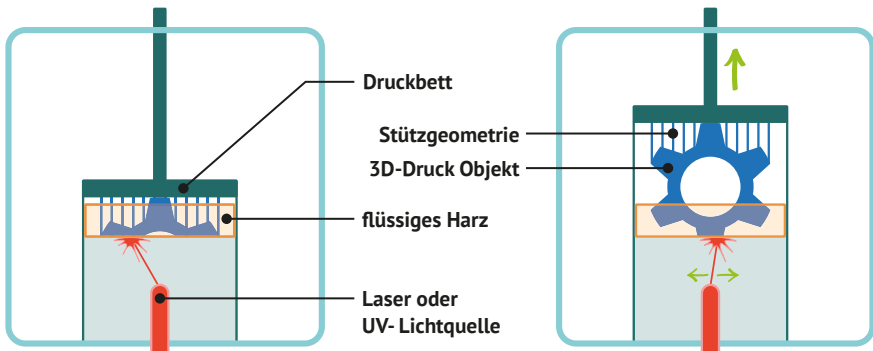 Druckbett
Stützgeometrie
3D-Druck Objekt
flüssiges Harz
Laser oder
UV- Lichtquelle